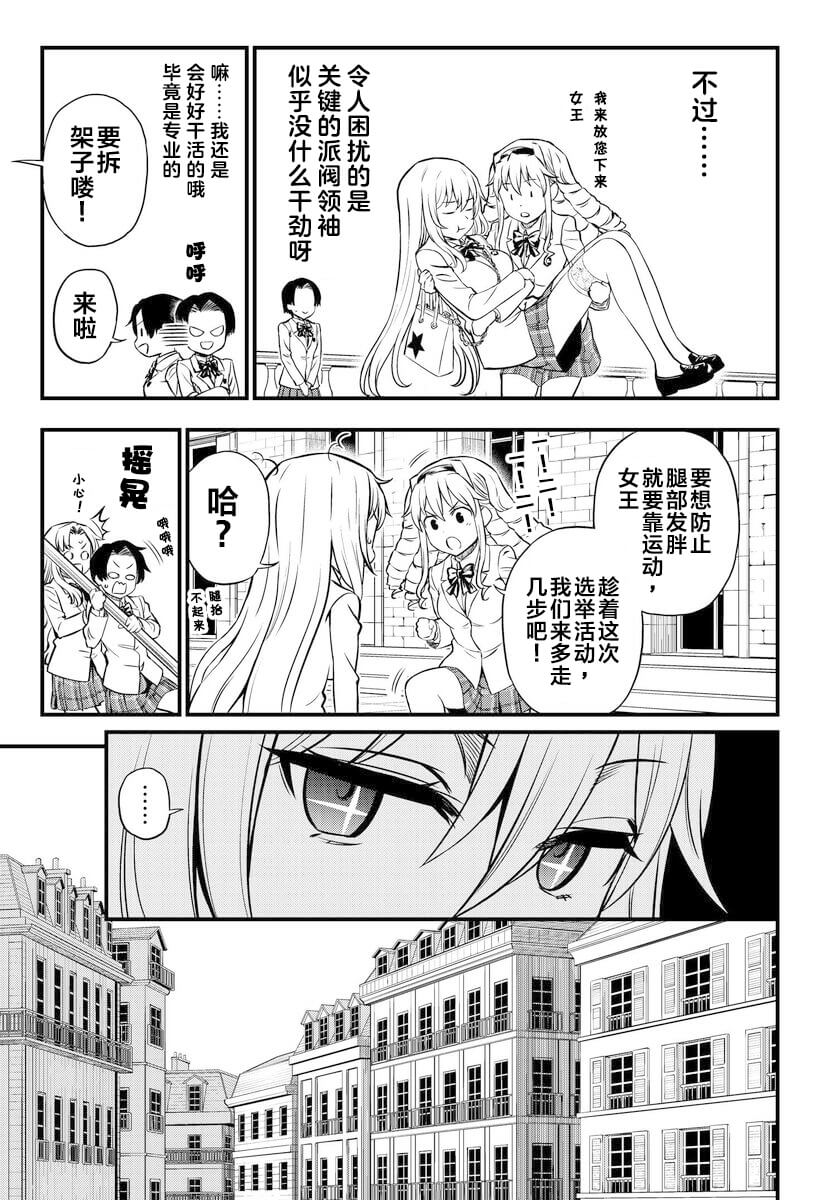 不过……
我来放您下来
女王
令人困扰的是
关键的派阀领袖
似乎没什么干劲呀
嘛……我还是
会好好干活的哦
毕竟是专业的
呼呼
要拆
架子喽！
来啦
要想防止
腿部发胖
就要靠运动，
女王
趁着这次
选举活动，
我们来多走
几步吧！
哈？
腿抬
不起来
摇晃
哦哦哦
小心！
……